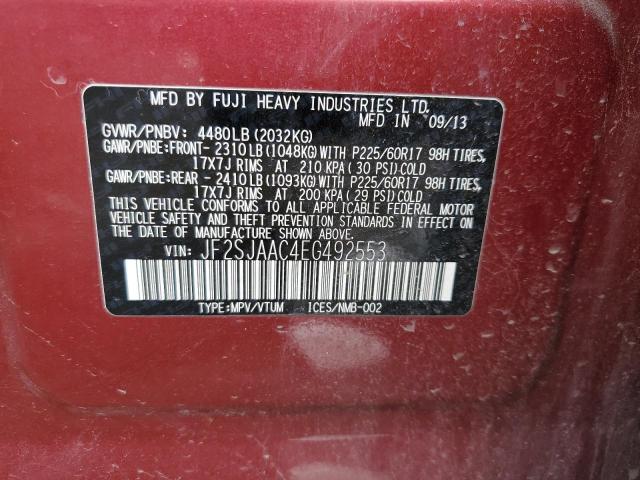 MFD BY FUJI HEAVY INDUSTRIES LTD.
MFD IN 09/13
GVWR/PNBV: 4480LB (2032KG)
GAWR/PNBE:FRONT- 2310LB(1048KG) WITH P225/60R17 98H TIRES,
17X7J RIMS AT 210 KPA ( 30 PSI) COLD
GAWR/PNBE:REAR - 2410LB(1093KG) WITH P225/60R17 98H TIRES,
17X7J RIMS AT 200 KPA ( 29 PSI) COLD
THIS VEHICLE CONFORMS TO ALL APPLICABLE FEDERAL MOTOR
VEHICLE SAFETY AND THEFT PREVENTION STANDARDS IN EFFECT ON
THE DATE OF MANUFACTURE SHOWN ABOVE.
VIN: JF2SJAAC4EG492553
TYPE:MPV/VTUM ICES/NMB-002